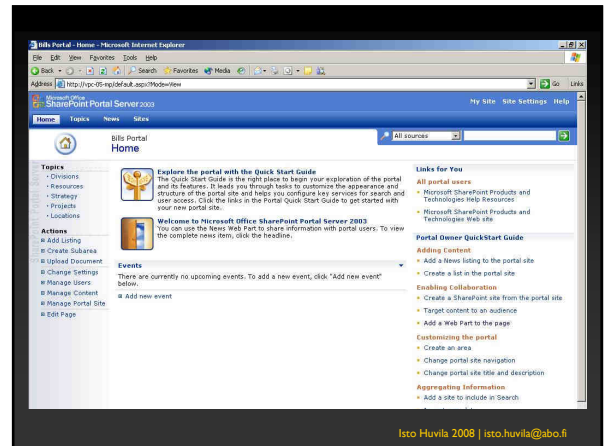 Bills Portal - Home - Microsoft Internet Explorer
File Edit View Favorites Tools Help
Back Search Favorites Media
Address http://vpc-05-mp/default.aspx?Mode=View Go Links
Microsoft Office
SharePoint Portal Server 2003
My Site Site Settings Help
Home Topics News Sites
Bills Portal
Home
All sources
Topics
Divisions
Resources
Strategy
Projects
Locations
Actions
Add Listing
Create Subarea
Upload Document
Change Settings
Manage Users
Manage Content
Manage Portal Site
Edit Page
Explore the portal with the Quick Start Guide
The Quick Start Guide is the right place to begin your exploration of the portal
and its features. It leads you through tasks to customize the appearance and
structure of the portal site and helps you configure key services for search and
user access. Click the links in the Portal Quick Start Guide to get started with
your new portal site.
Welcome to Microsoft Office SharePoint Portal Server 2003
You can use the News Web Part to share information with portal users. To view
the complete news item, click the headline.
Events
There are currently no upcoming events. To add a new event, click "Add new event"
below.
Add new event
Links for You
All portal users
Microsoft SharePoint Products and
Technologies Help Resources
Microsoft SharePoint Products and
Technologies Web site
Portal Owner QuickStart Guide
Adding Content
Add a News listing to the portal site
Create a list in the portal site
Enabling Collaboration
Create a SharePoint site from the portal site
Target content to an audience
Add a Web Part to the page
Customizing the portal
Create an area
Change portal site navigation
Change portal site title and description
Aggregating Information
Add a site to include in Search
Isto Huvila 2008 | isto.huvila@abo.fi